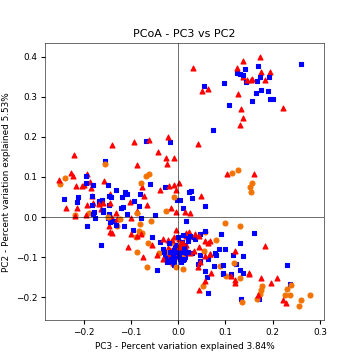 PCoA - PC3 vs PC2
PC2 - Percent variation explained 5.53%
0.4
0.3
0.2
0.1
0.0
−0.1
−0.2
−0.2 −0.1 0.0 0.1 0.2 0.3
PC3 - Percent variation explained 3.84%